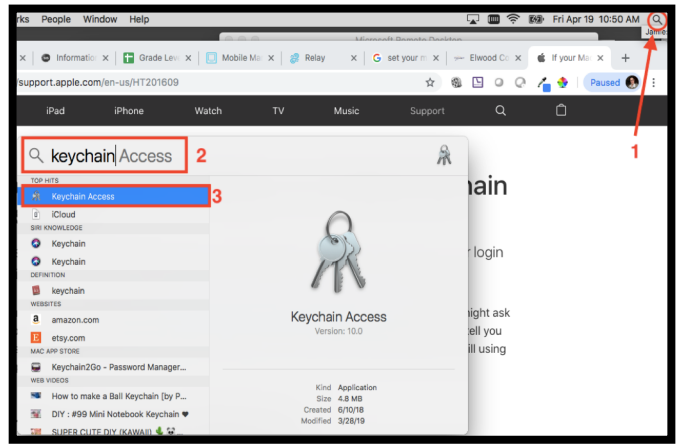 rks People Window Help Fri Apr 19 10:50 AM
Microsoft Remote Desktop
Jamie
Information Grade Leve Mobile Ma Relay set your m Elwood Ci If your Ma
/support.apple.com/en-us/HT201609 Paused
iPad iPhone Watch TV Music Support
1
keychain Access 2
TOP HITS
Keychain Access 3
iCloud
SIRI KNOWLEDGE
Keychain
Keychain
DEFINITION
keychain
WEBSITES
amazon.com
etsy.com
MAC APP STORE
Keychain2Go - Password Manager...
WEB VIDEOS
How to make a Ball Keychain [by P...
DIY : #99 Mini Notebook Keychain ♥
SUPER CUTE DIY (KAWAII)
Keychain Access
Version: 10.0
Kind Application
Size 4.8 MB
Created 6/10/18
Modified 3/28/19
hain
r login
night ask
tell you
ill using